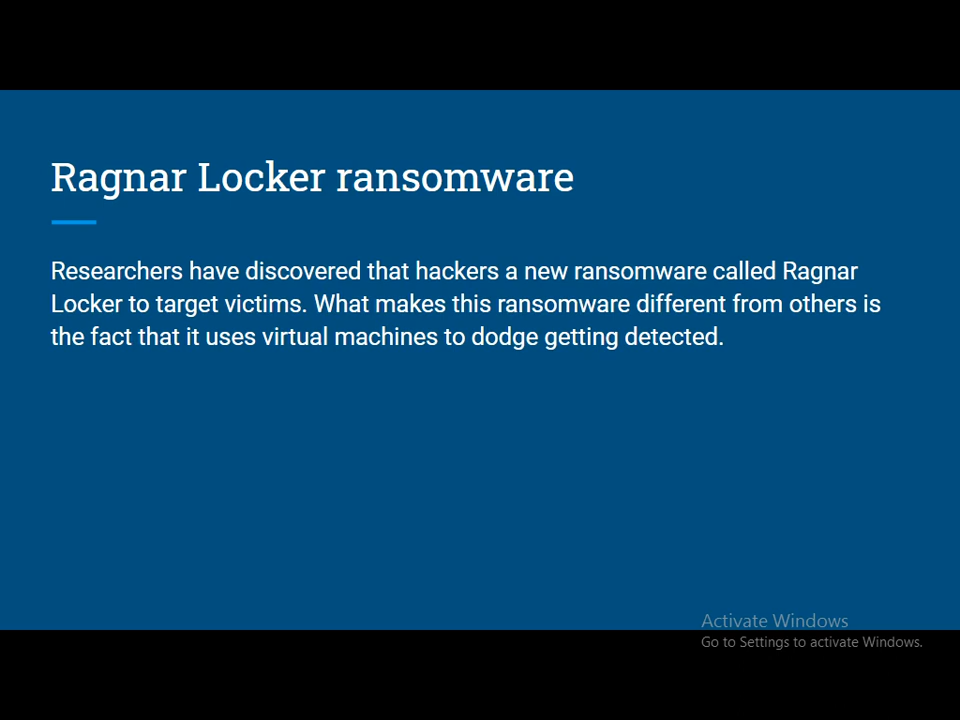 Ragnar Locker ransomware
Researchers have discovered that hackers a new ransomware called Ragnar
Locker to target victims. What makes this ransomware different from others is
the fact that it uses virtual machines to dodge getting detected.
Activate Windows
Go to Settings to activate Windows.